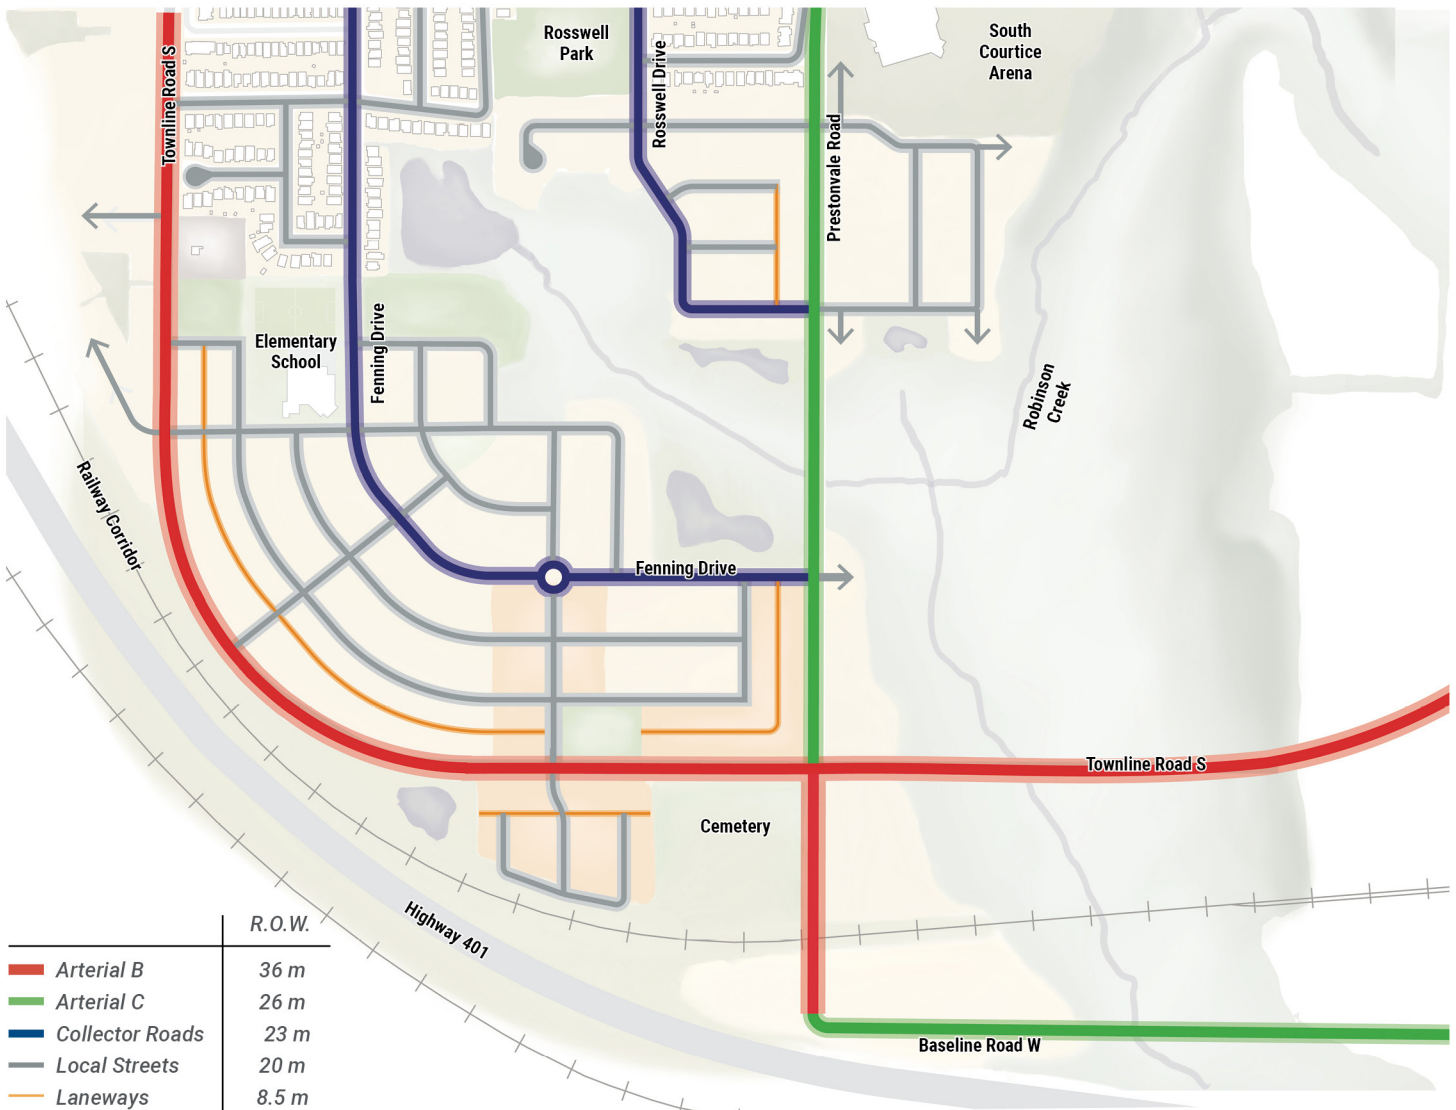 Rosswell
Park
South
Courtice
Arena
Townline Road S
Rosswell Drive
Prestonvale Road
Elementary
School
Fenning Drive
Robinson
Creek
Railway Corridor
Fenning Drive
Townline Road S
Cemetery
Highway 401
Baseline Road W
R.O.W.
Arterial B 36 m
Arterial C 26 m
Collector Roads 23 m
Local Streets 20 m
Laneways 8.5 m